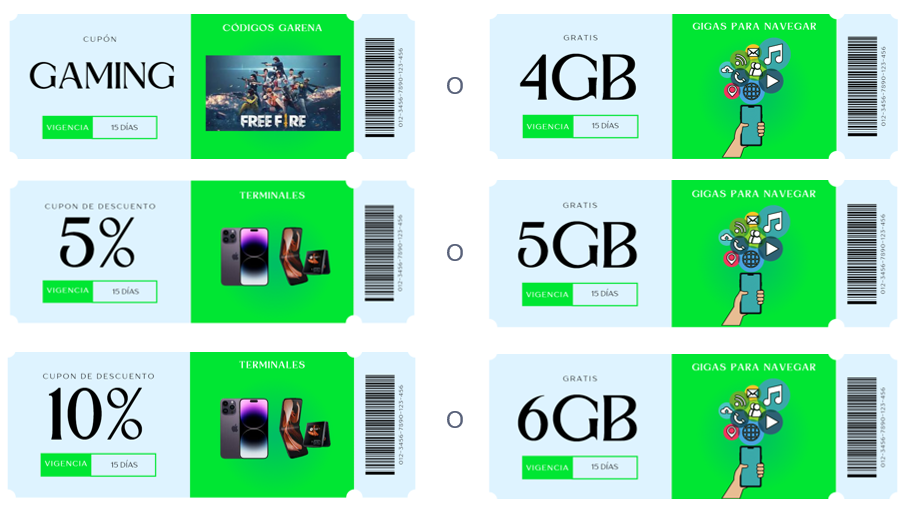 CUPÓN
GAMING
VIGENCIA 15 DÍAS
CÓDIGOS GARENA
FREE FIRE
012-3456-7890-123-456
O
GRATIS
4GB
VIGENCIA 15 DÍAS
GIGAS PARA NAVEGAR
012-3456-7890-123-456
CUPON DE DESCUENTO
5%
VIGENCIA 15 DÍAS
TERMINALES
012-3456-7890-123-456
O
GRATIS
5GB
VIGENCIA 15 DÍAS
GIGAS PARA NAVEGAR
012-3456-7890-123-456
CUPON DE DESCUENTO
10%
VIGENCIA 15 DÍAS
TERMINALES
012-3456-7890-123-456
O
GRATIS
6GB
VIGENCIA 15 DÍAS
GIGAS PARA NAVEGAR
012-3456-7890-123-456